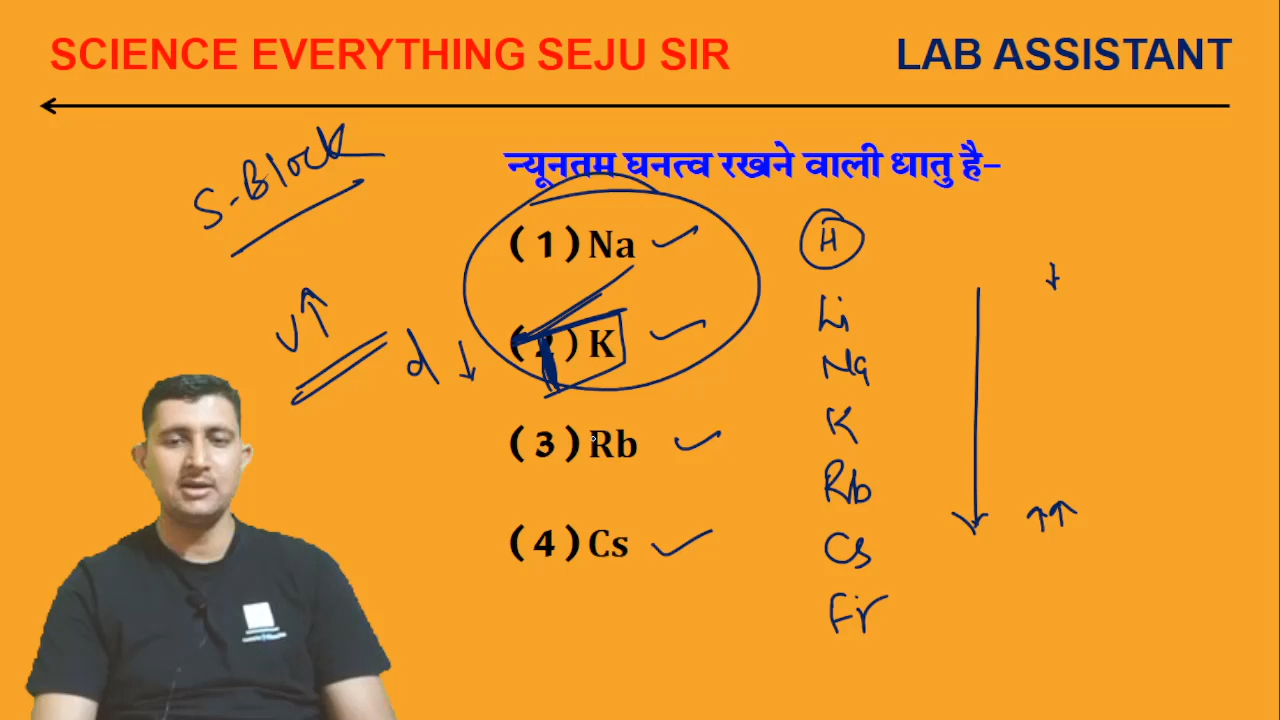 SCIENCE EVERYTHING SEJU SIR LAB ASSISTANT
S-Block
न्यूनतम घनत्व रखने वाली धातु है-
(1) Na
(2) K
(3) Rb
(4) Cs
V↑
d ↓
H
Li
Na
K
Rb
Cs
Fr
↓
↑↑